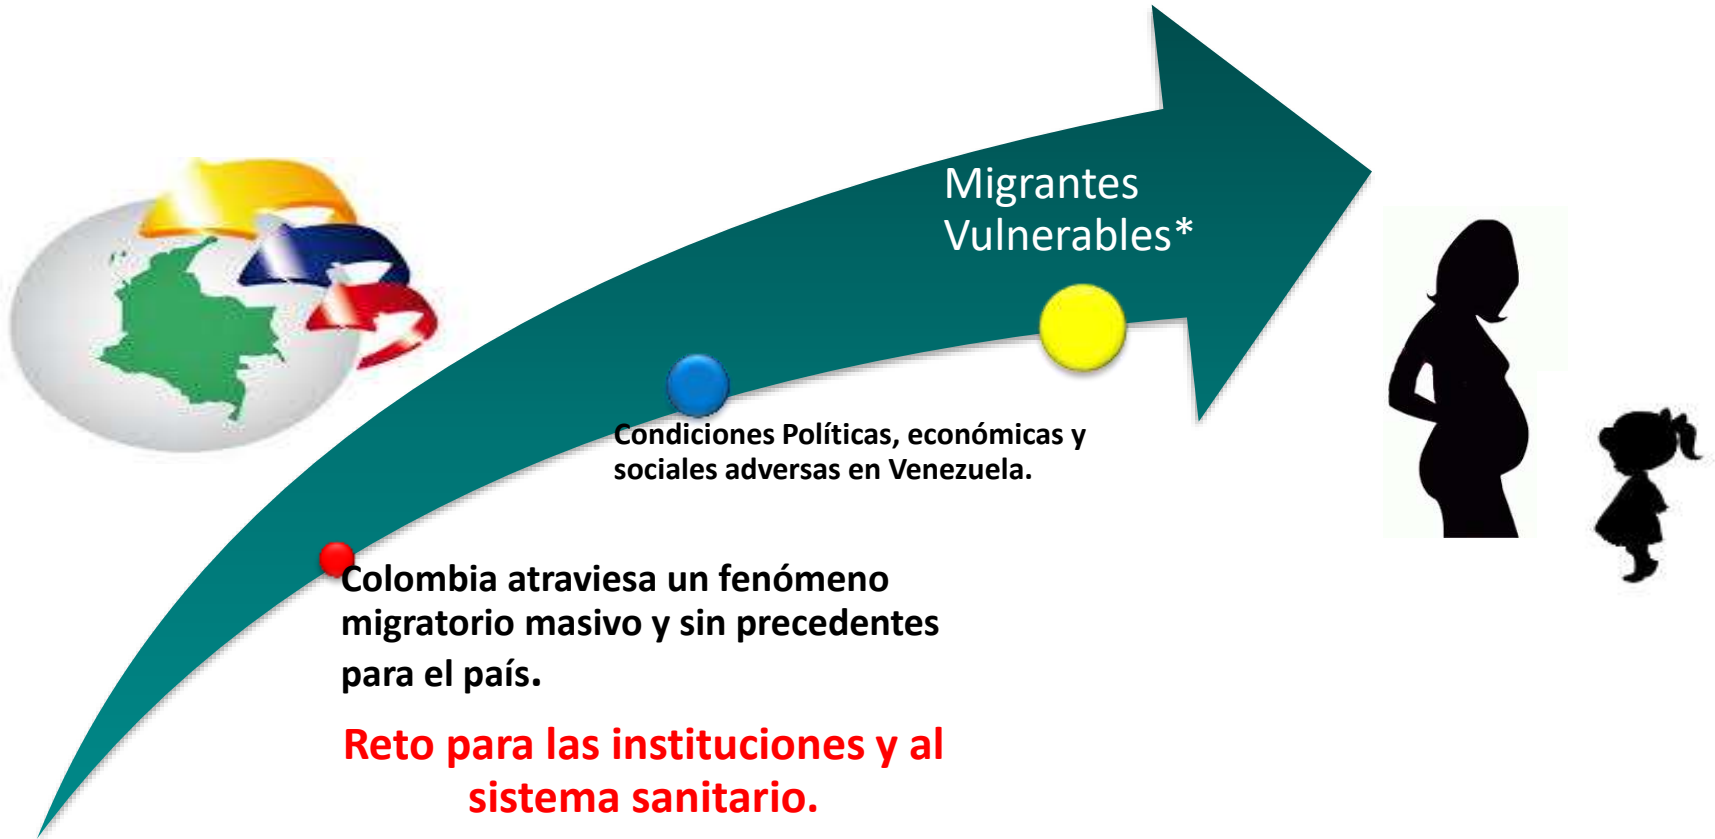 Migrantes
Vulnerables*
Condiciones Políticas, económicas y
sociales adversas en Venezuela.
Colombia atraviesa un fenómeno
migratorio masivo y sin precedentes
para el país.
Reto para las instituciones y al
sistema sanitario.